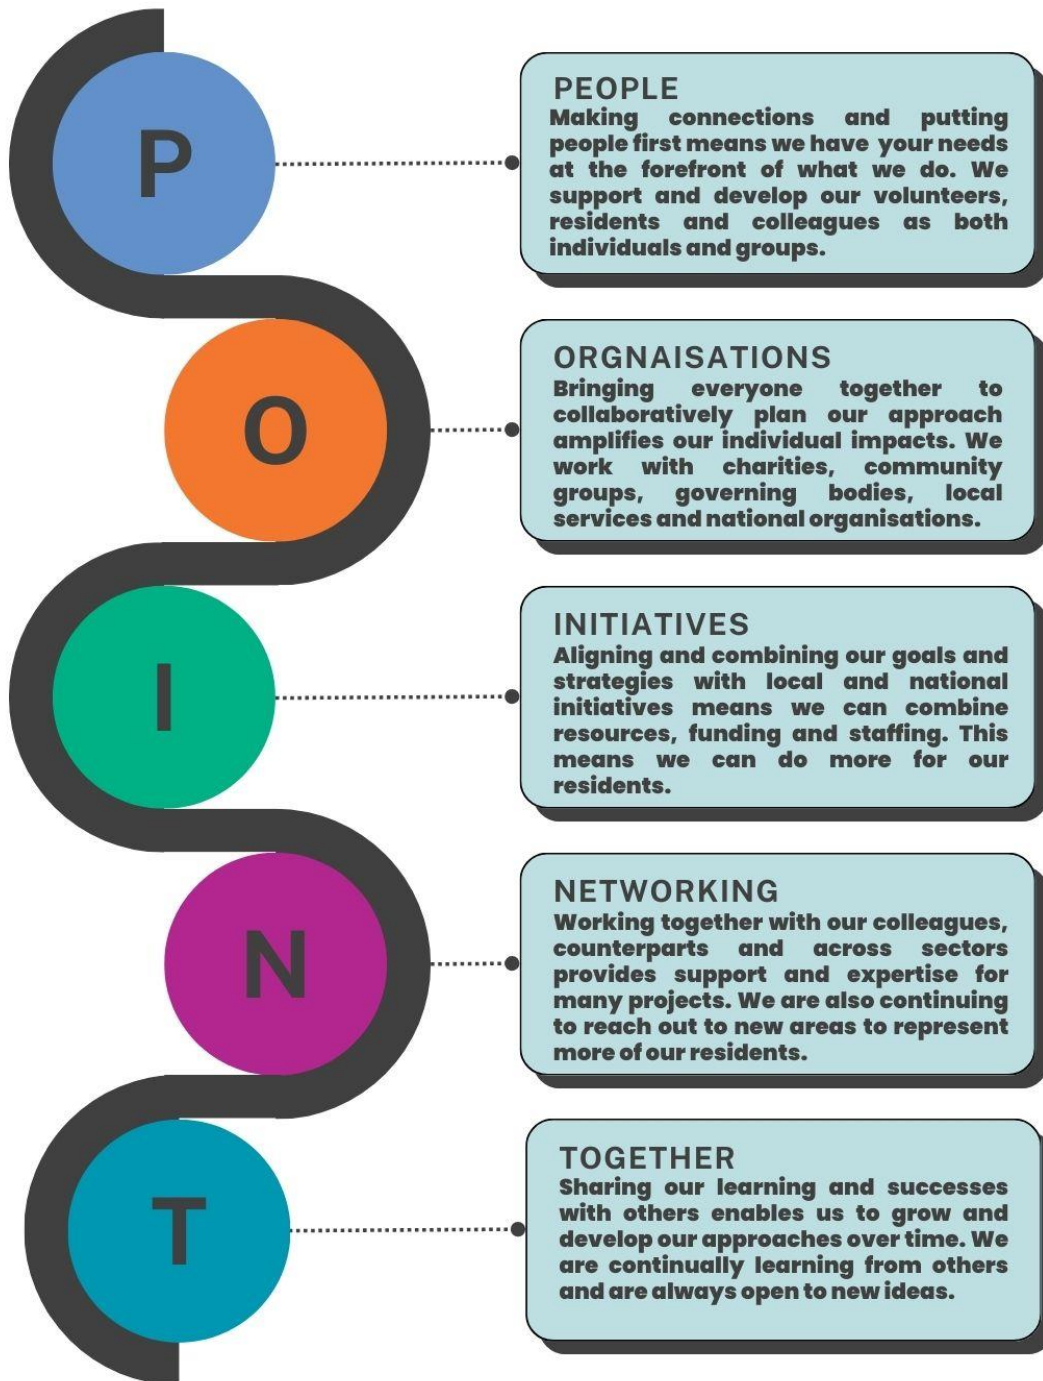 P
PEOPLE
Making connections and putting
people first means we have your needs
at the forefront of what we do. We
support and develop our volunteers,
residents and colleagues as both
individuals and groups.
O
ORGNAISATIONS
Bringing everyone together to
collaboratively plan our approach
amplifies our individual impacts. We
work with charities, community
groups, governing bodies, local
services and national organisations.
I
INITIATIVES
Aligning and combining our goals and
strategies with local and national
initiatives means we can combine
resources, funding and staffing. This
means we can do more for our
residents.
N
NETWORKING
Working together with our colleagues,
counterparts and across sectors
provides support and expertise for
many projects. We are also continuing
to reach out to new areas to represent
more of our residents.
T
TOGETHER
Sharing our learning and successes
with others enables us to grow and
develop our approaches over time. We
are continually learning from others
and are always open to new ideas.